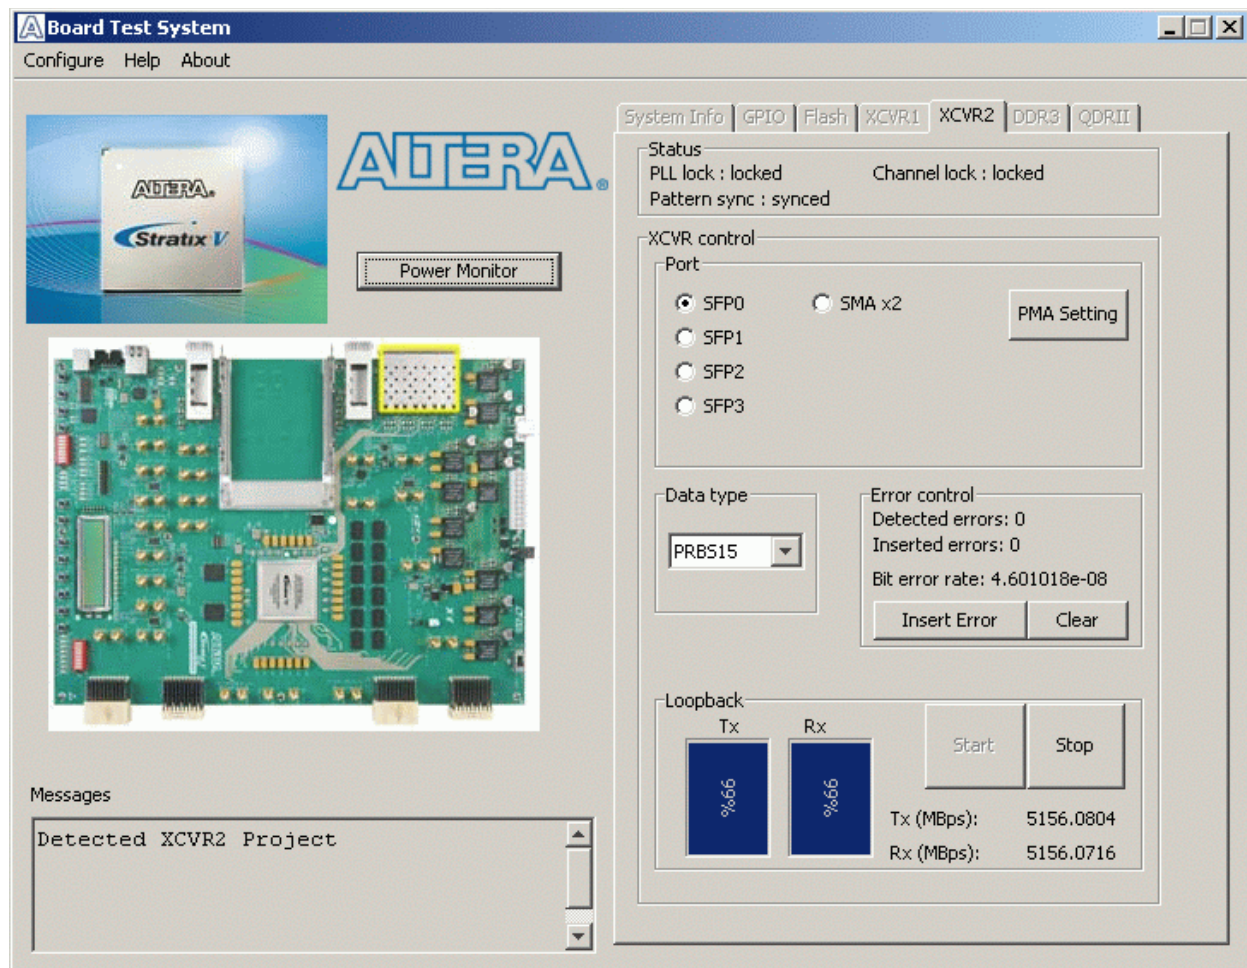 Board Test System
Configure Help About
ALTERA
Stratix V
ALTERA
Power Monitor
System Info GPIO Flash XCVR1 XCVR2 DDR3 QDRII
Status
PLL lock : locked Channel lock : locked
Pattern sync : synced
XCVR control
Port
SFP0 SMA x2 PMA Setting
SFP1
SFP2
SFP3
Data type
PRBS15
Error control
Detected errors: 0
Inserted errors: 0
Bit error rate: 4.601018e-08
Insert Error Clear
Loopback
Tx Rx
99% 99%
Start Stop
Tx (MBps): 5156.0804
Rx (MBps): 5156.0716
Messages
Detected XCVR2 Project